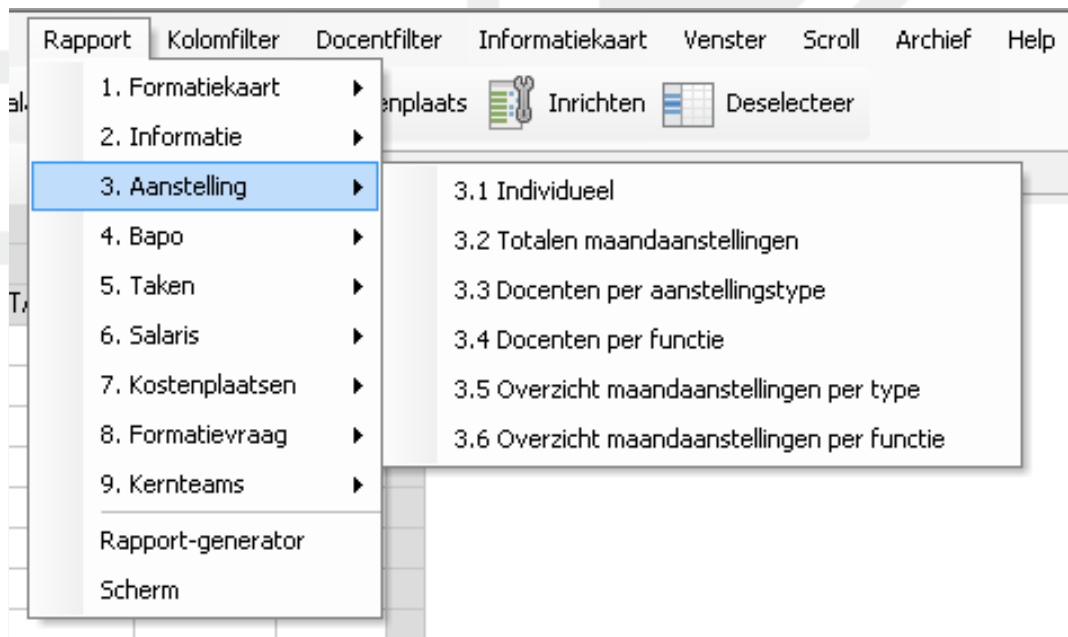 Rapport Kolomfilter Docentfilter Informatiekaart Venster Scroll Archief Help
Inrichten Deselecteer
1. Formatiekaart
2. Informatie
3. Aanstelling
4. Bapo
5. Taken
6. Salaris
7. Kostenplaatsen
8. Formatievraag
9. Kernteams
Rapport-generator
Scherm
3.1 Individueel
3.2 Totalen maandaanstellingen
3.3 Docenten per aanstellingstype
3.4 Docenten per functie
3.5 Overzicht maandaanstellingen per type
3.6 Overzicht maandaanstellingen per functie